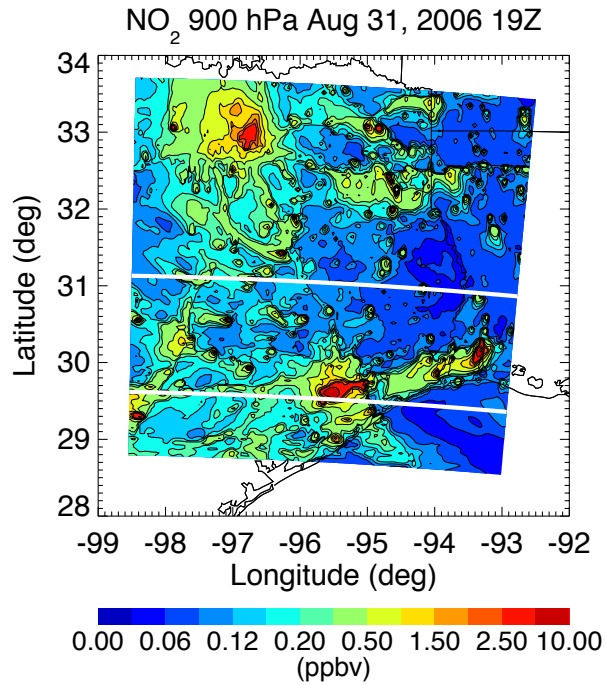 NO2 900 hPa Aug 31, 2006 19Z
34
33
32
31
30
29
28
Latitude (deg)
-99 -98 -97 -96 -95 -94 -93 -92
Longitude (deg)
0.00 0.06 0.12 0.20 0.50 1.50 2.50 10.00
(ppbv)